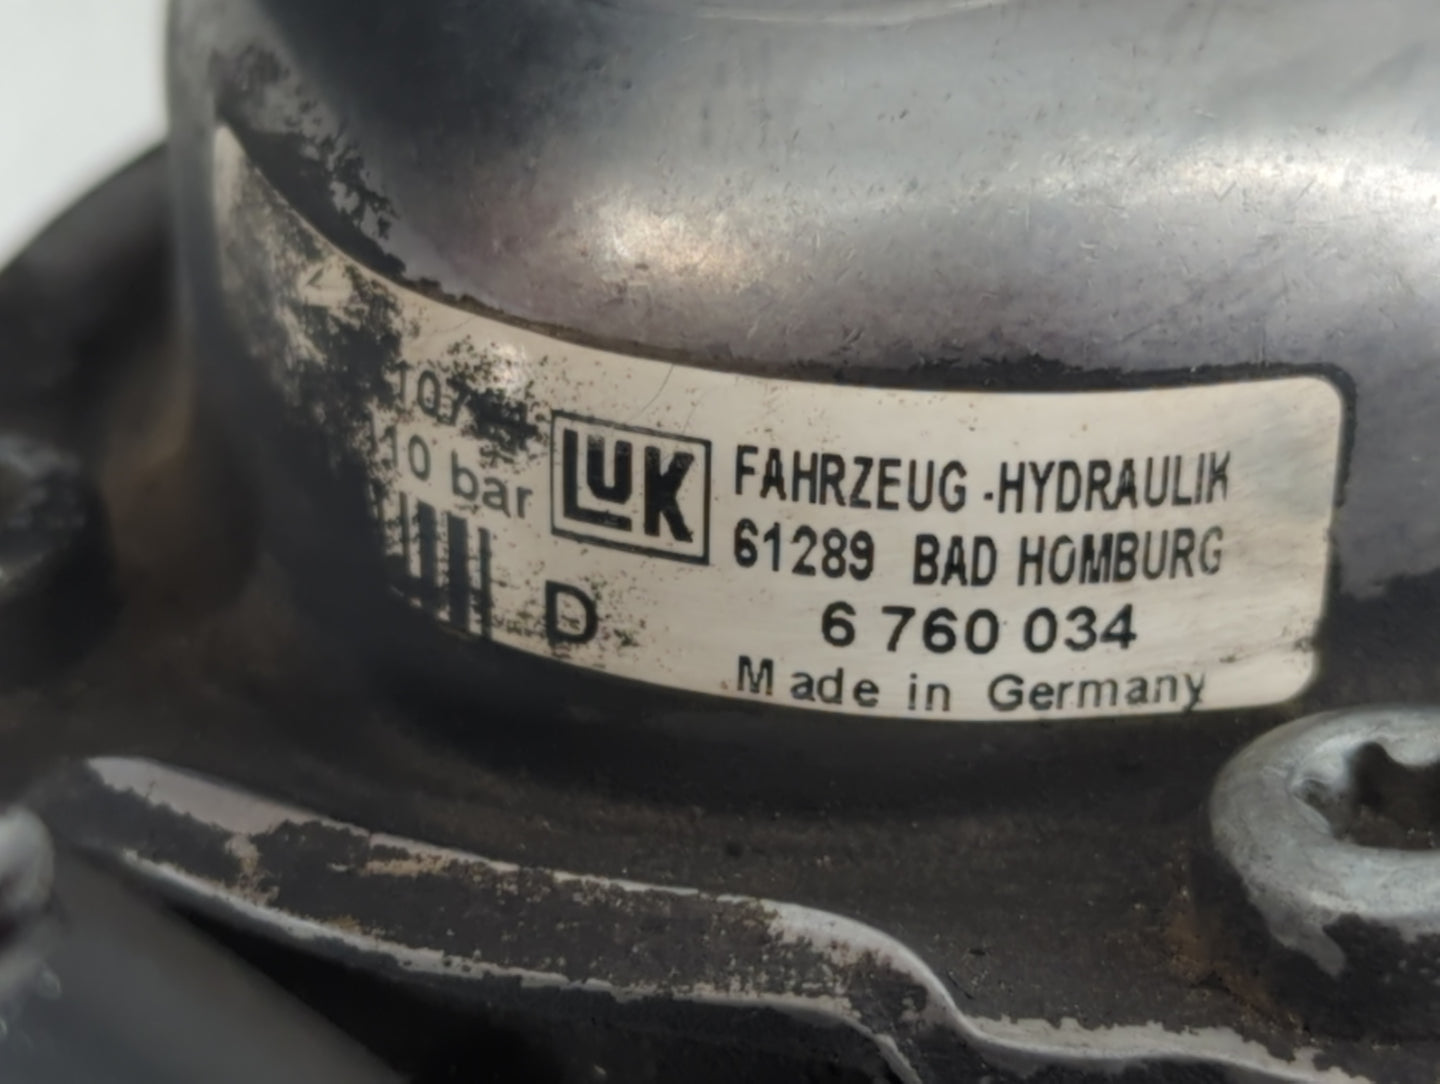 LUK FAHRZEUG -HYDRAULIK
10 bar
61289 BAD HOMBURG
D
6 760 034
Made in Germany